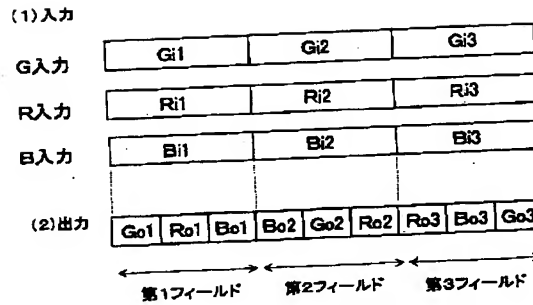 (1)入力
G入力 Gi1 Gi2 Gi3
R入力 Ri1 Ri2 Ri3
B入力 Bi1 Bi2 Bi3
(2)出力 Go1 Ro1 Bo1 Bo2 Go2 Ro2 Ro3 Bo3 Go3
第1フィールド 第2フィールド 第3フィールド